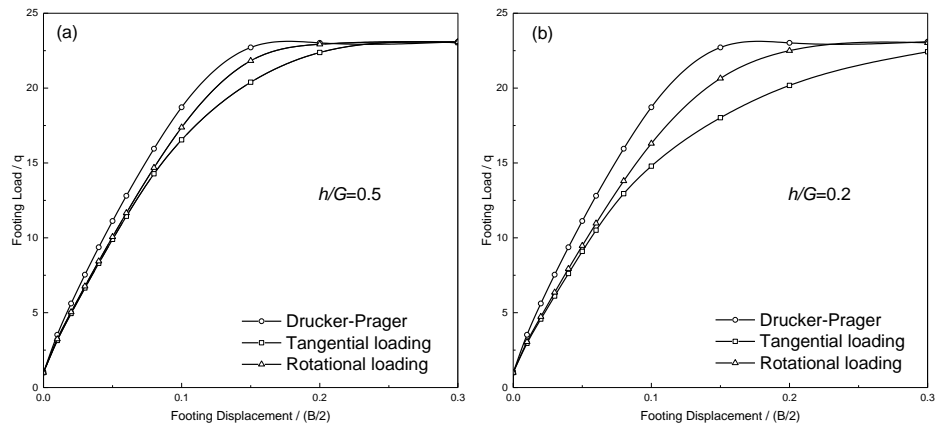 (a)
25
20
15
10
5
0
Footing Load / q
h/G=0.5
Drucker-Prager
Tangential loading
Rotational loading
0.0 0.1 0.2 0.3
Footing Displacement / (B/2)
(b)
25
20
15
10
5
0
Footing Load / q
h/G=0.2
Drucker-Prager
Tangential loading
Rotational loading
0.0 0.1 0.2 0.3
Footing Displacement / (B/2)